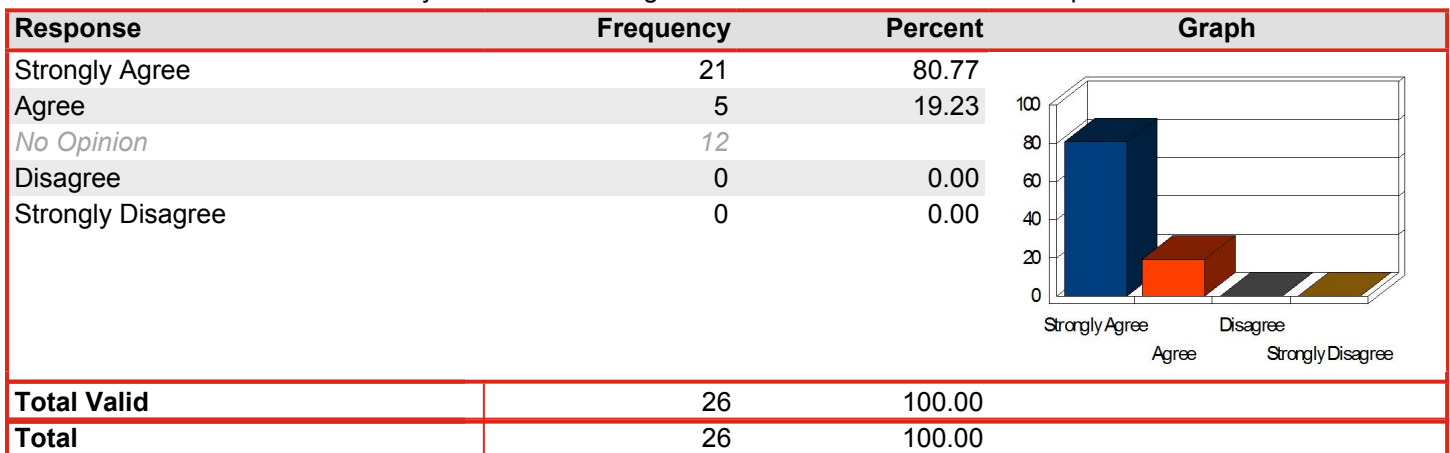 Response Frequency Percent Graph
Strongly Agree 21 80.77
Agree 5 19.23
No Opinion 12
Disagree 0 0.00
Strongly Disagree 0 0.00
100
80
60
40
20
0
Strongly Agree Disagree
Agree Strongly Disagree
Total Valid 26 100.00
Total 26 100.00